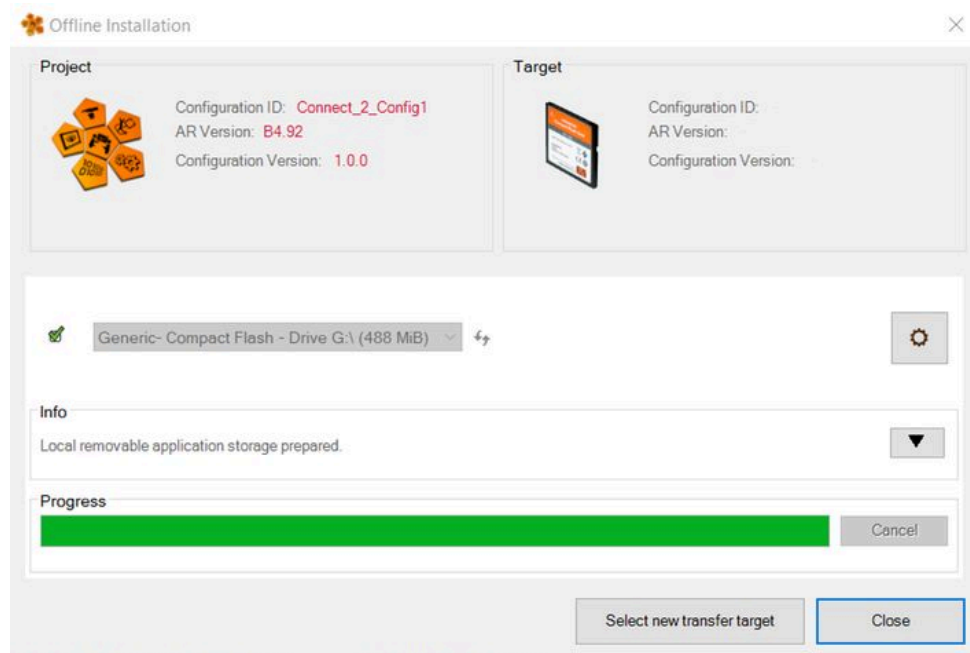 Offline Installation
Project
Configuration ID: Connect_2_Config1
AR Version: B4.92
Configuration Version: 1.0.0
Target
Configuration ID:
AR Version:
Configuration Version:
Generic- Compact Flash - Drive G:\ (488 MiB)
Info
Local removable application storage prepared.
Progress
Cancel
Select new transfer target
Close